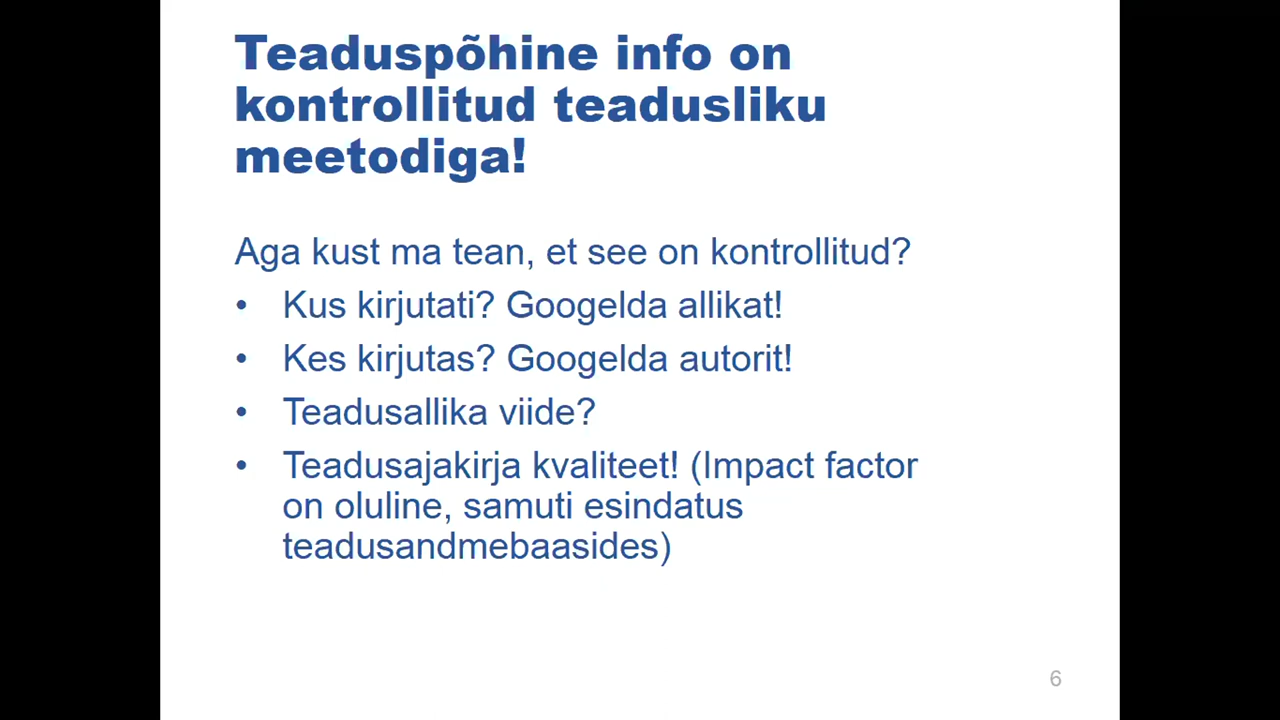 Teaduspõhine info on
kontrollitud teadusliku
meetodiga!
Aga kust ma tean, et see on kontrollitud?
• Kus kirjutati? Googelda allikat!
• Kes kirjutas? Googelda autorit!
• Teadusallika viide?
• Teadusajakirja kvaliteet! (Impact factor
on oluline, samuti esindatus
teadusandmebaasides)
6